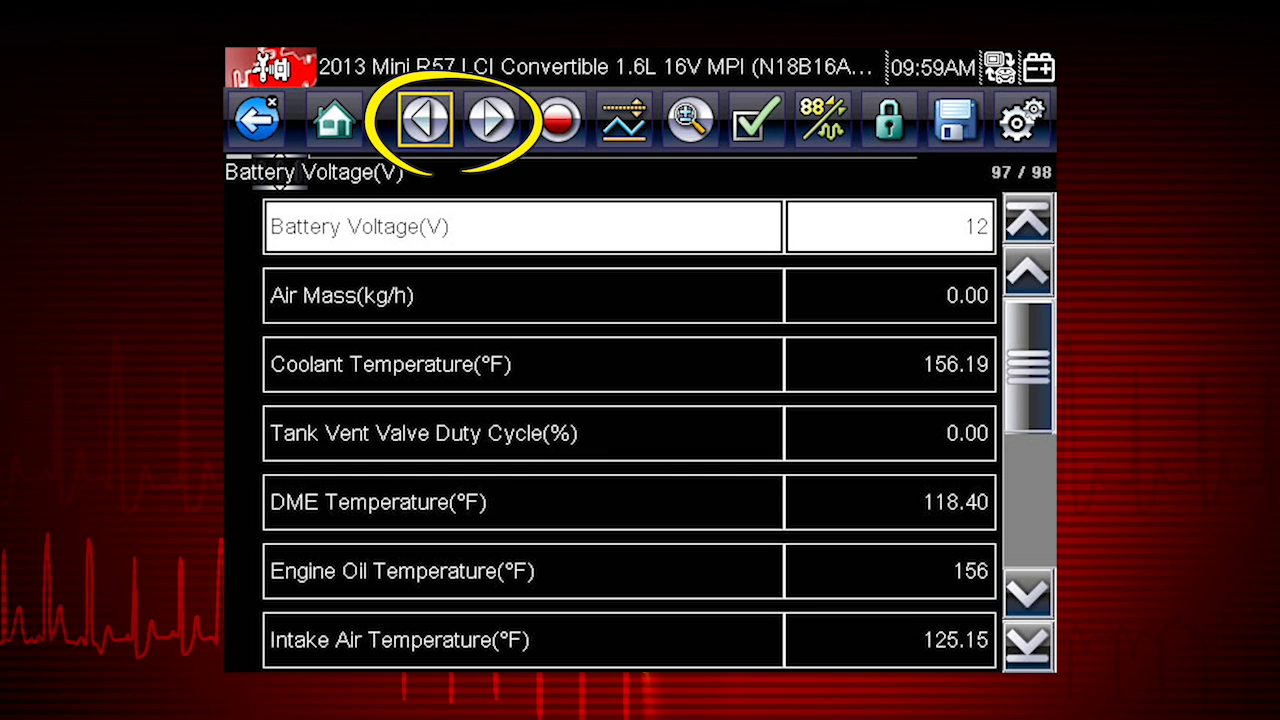 2013 Mini R57 LCI Convertible 1.6L 16V MPI (N18B16A... 09:59AM
88
Battery Voltage(V) 97 / 98
Battery Voltage(V) 12
Air Mass(kg/h) 0.00
Coolant Temperature(°F) 156.19
Tank Vent Valve Duty Cycle(%) 0.00
DME Temperature(°F) 118.40
Engine Oil Temperature(°F) 156
Intake Air Temperature(°F) 125.15